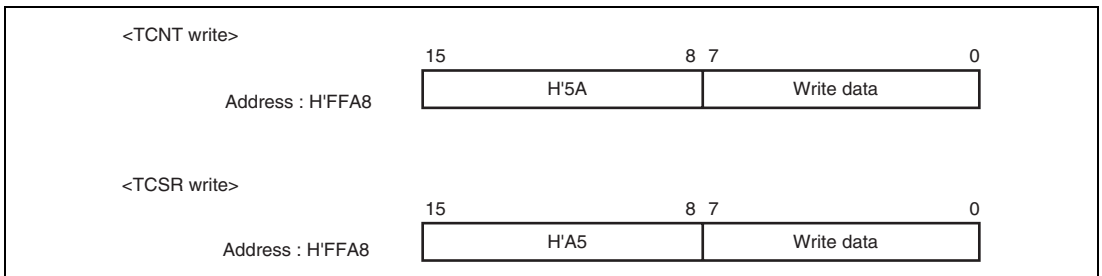 <TCNT write>
15 8 7 0
Address : H'FFA8 H'5A Write data
<TCSR write>
15 8 7 0
Address : H'FFA8 H'A5 Write data